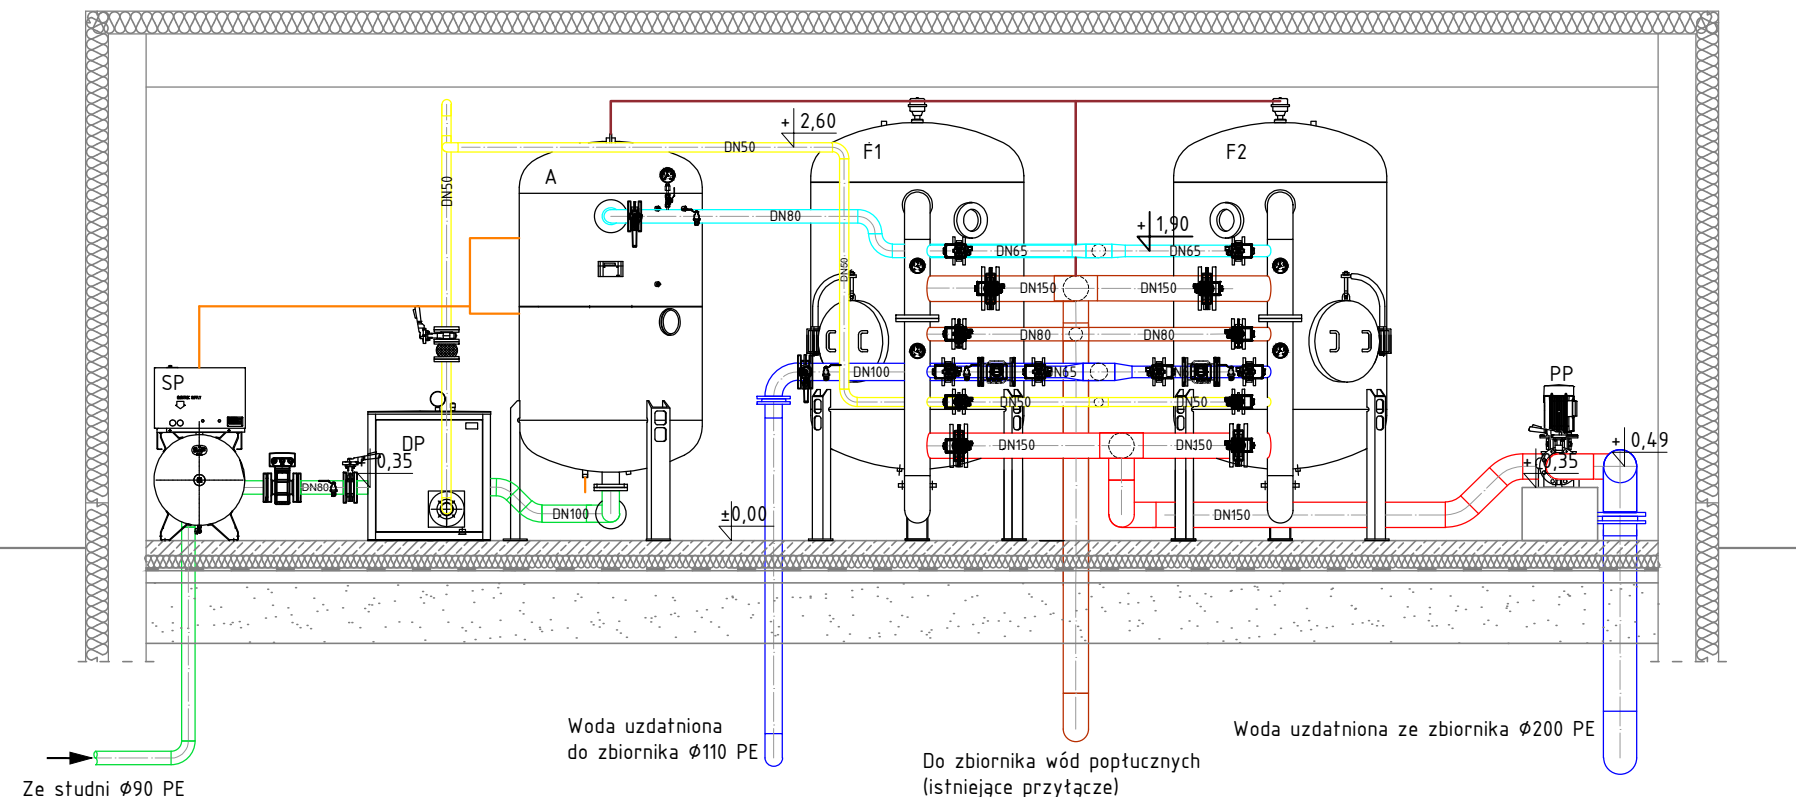 + 2,60
DN50
F1
F2
A
DN50
DN80
+ 1,90
DN65
DN65
DN50
DN150
DN150
DN80
DN80
SP
DN100
DN65
PP
DN50
DN50
DP
+ 0,35
DN150
DN150
+ 0,49
+ 0,35
DN80
DN100
±0,00
DN150
Woda uzdatniona
do zbiornika Ø110 PE
Woda uzdatniona ze zbiornika Ø200 PE
Do zbiornika wód popłucznych
(istniejące przyłącze)
Ze studni Ø90 PE